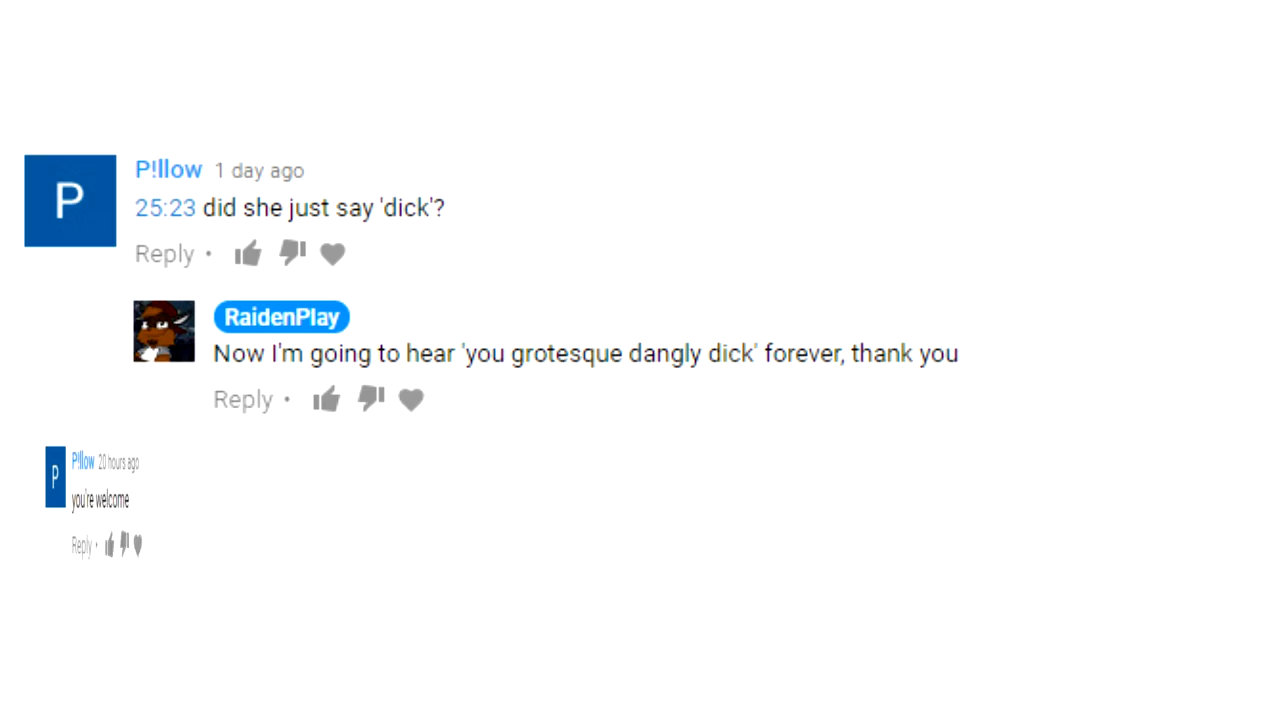 P
P!llow 1 day ago
25:23 did she just say 'dick'?
Reply •
RaidenPlay
Now I'm going to hear 'you grotesque dangly dick' forever, thank you
Reply •
P
P!llow 20 hours ago
you're welcome
Reply •